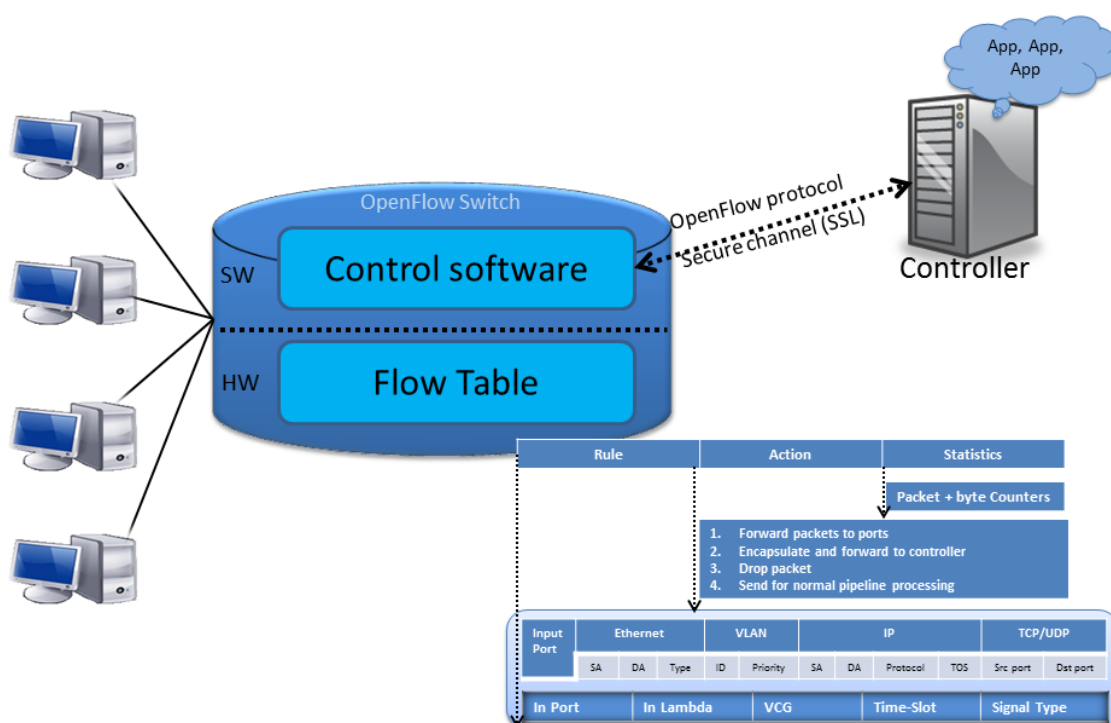 App, App,
App
OpenFlow Switch
OpenFlow protocol
Secure channel (SSL)
Controller
SW
Control software
HW
Flow Table
Rule Action Statistics
Packet + byte Counters
1. Forward packets to ports
2. Encapsulate and forward to controller
3. Drop packet
4. Send for normal pipeline processing
Input Port Ethernet VLAN IP TCP/UDP
SA DA Type ID Priority SA DA Protocol TOS Src port Dst port
In Port In Lambda VCG Time-Slot Signal Type